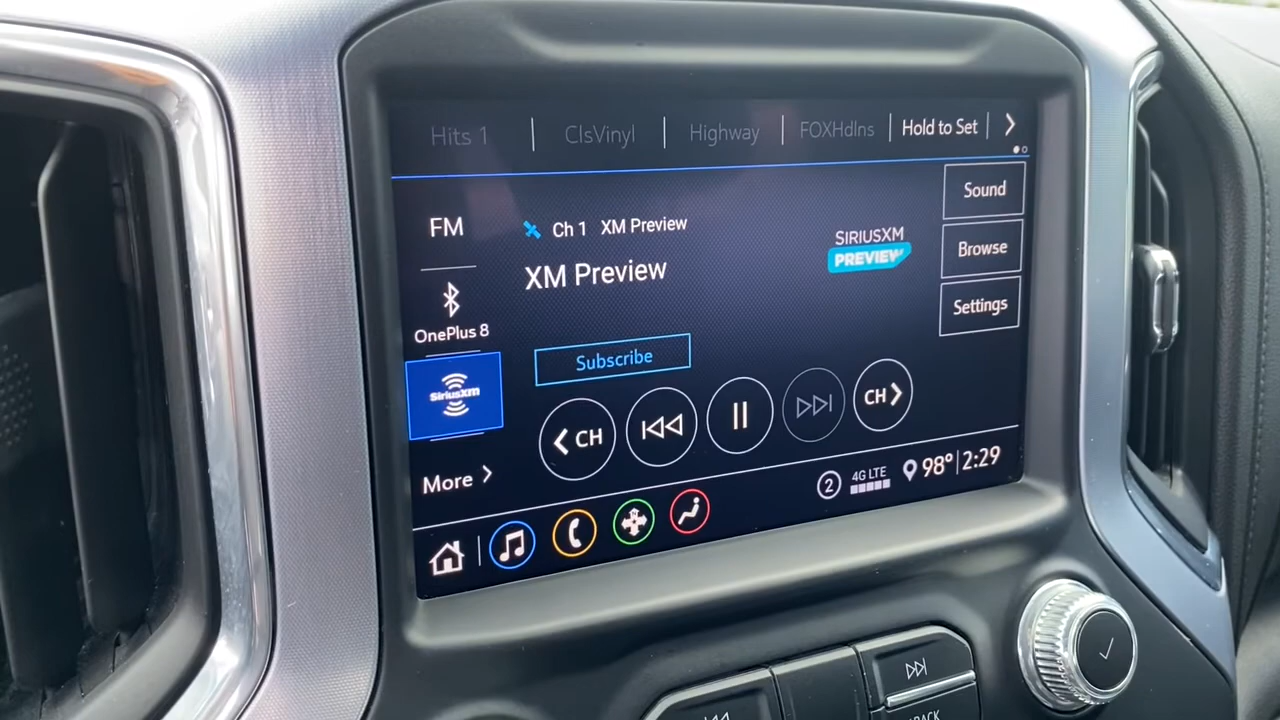 Hits 1
ClsVinyl
Highway
FOXHdlns
Hold to Set
Sound
FM
Ch 1 XM Preview
SIRIUSXM
PREVIEW
Browse
XM Preview
Settings
OnePlus 8
Subscribe
SiriusXM
CH
CH
More
2
4G LTE
98° 2:29
N
BACK